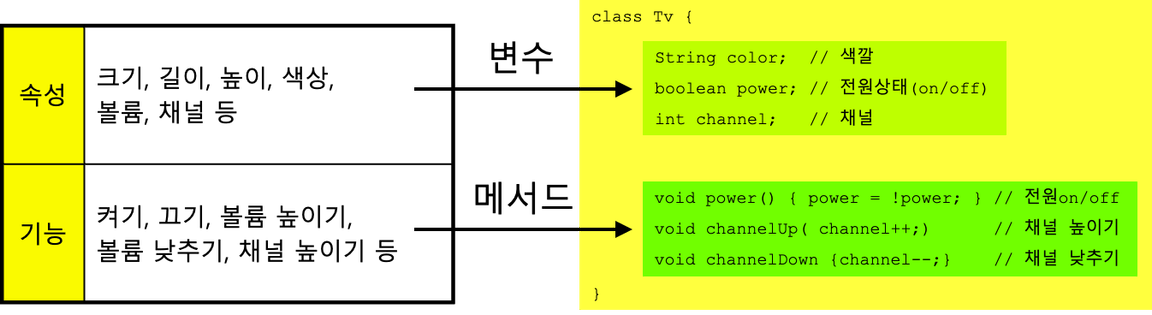 속성
크기, 길이, 높이, 색상,
볼륨, 채널 등
기능
켜기, 끄기, 볼륨 높이기,
볼륨 낮추기, 채널 높이기 등
변수
메서드
class Tv {
String color;  // 색깔
boolean power; // 전원상태(on/off)
int channel;   // 채널
void power() { power = !power; } // 전원on/off
void channelUp( channel++;)      // 채널 높이기
void channelDown {channel--;}    // 채널 낮추기
}